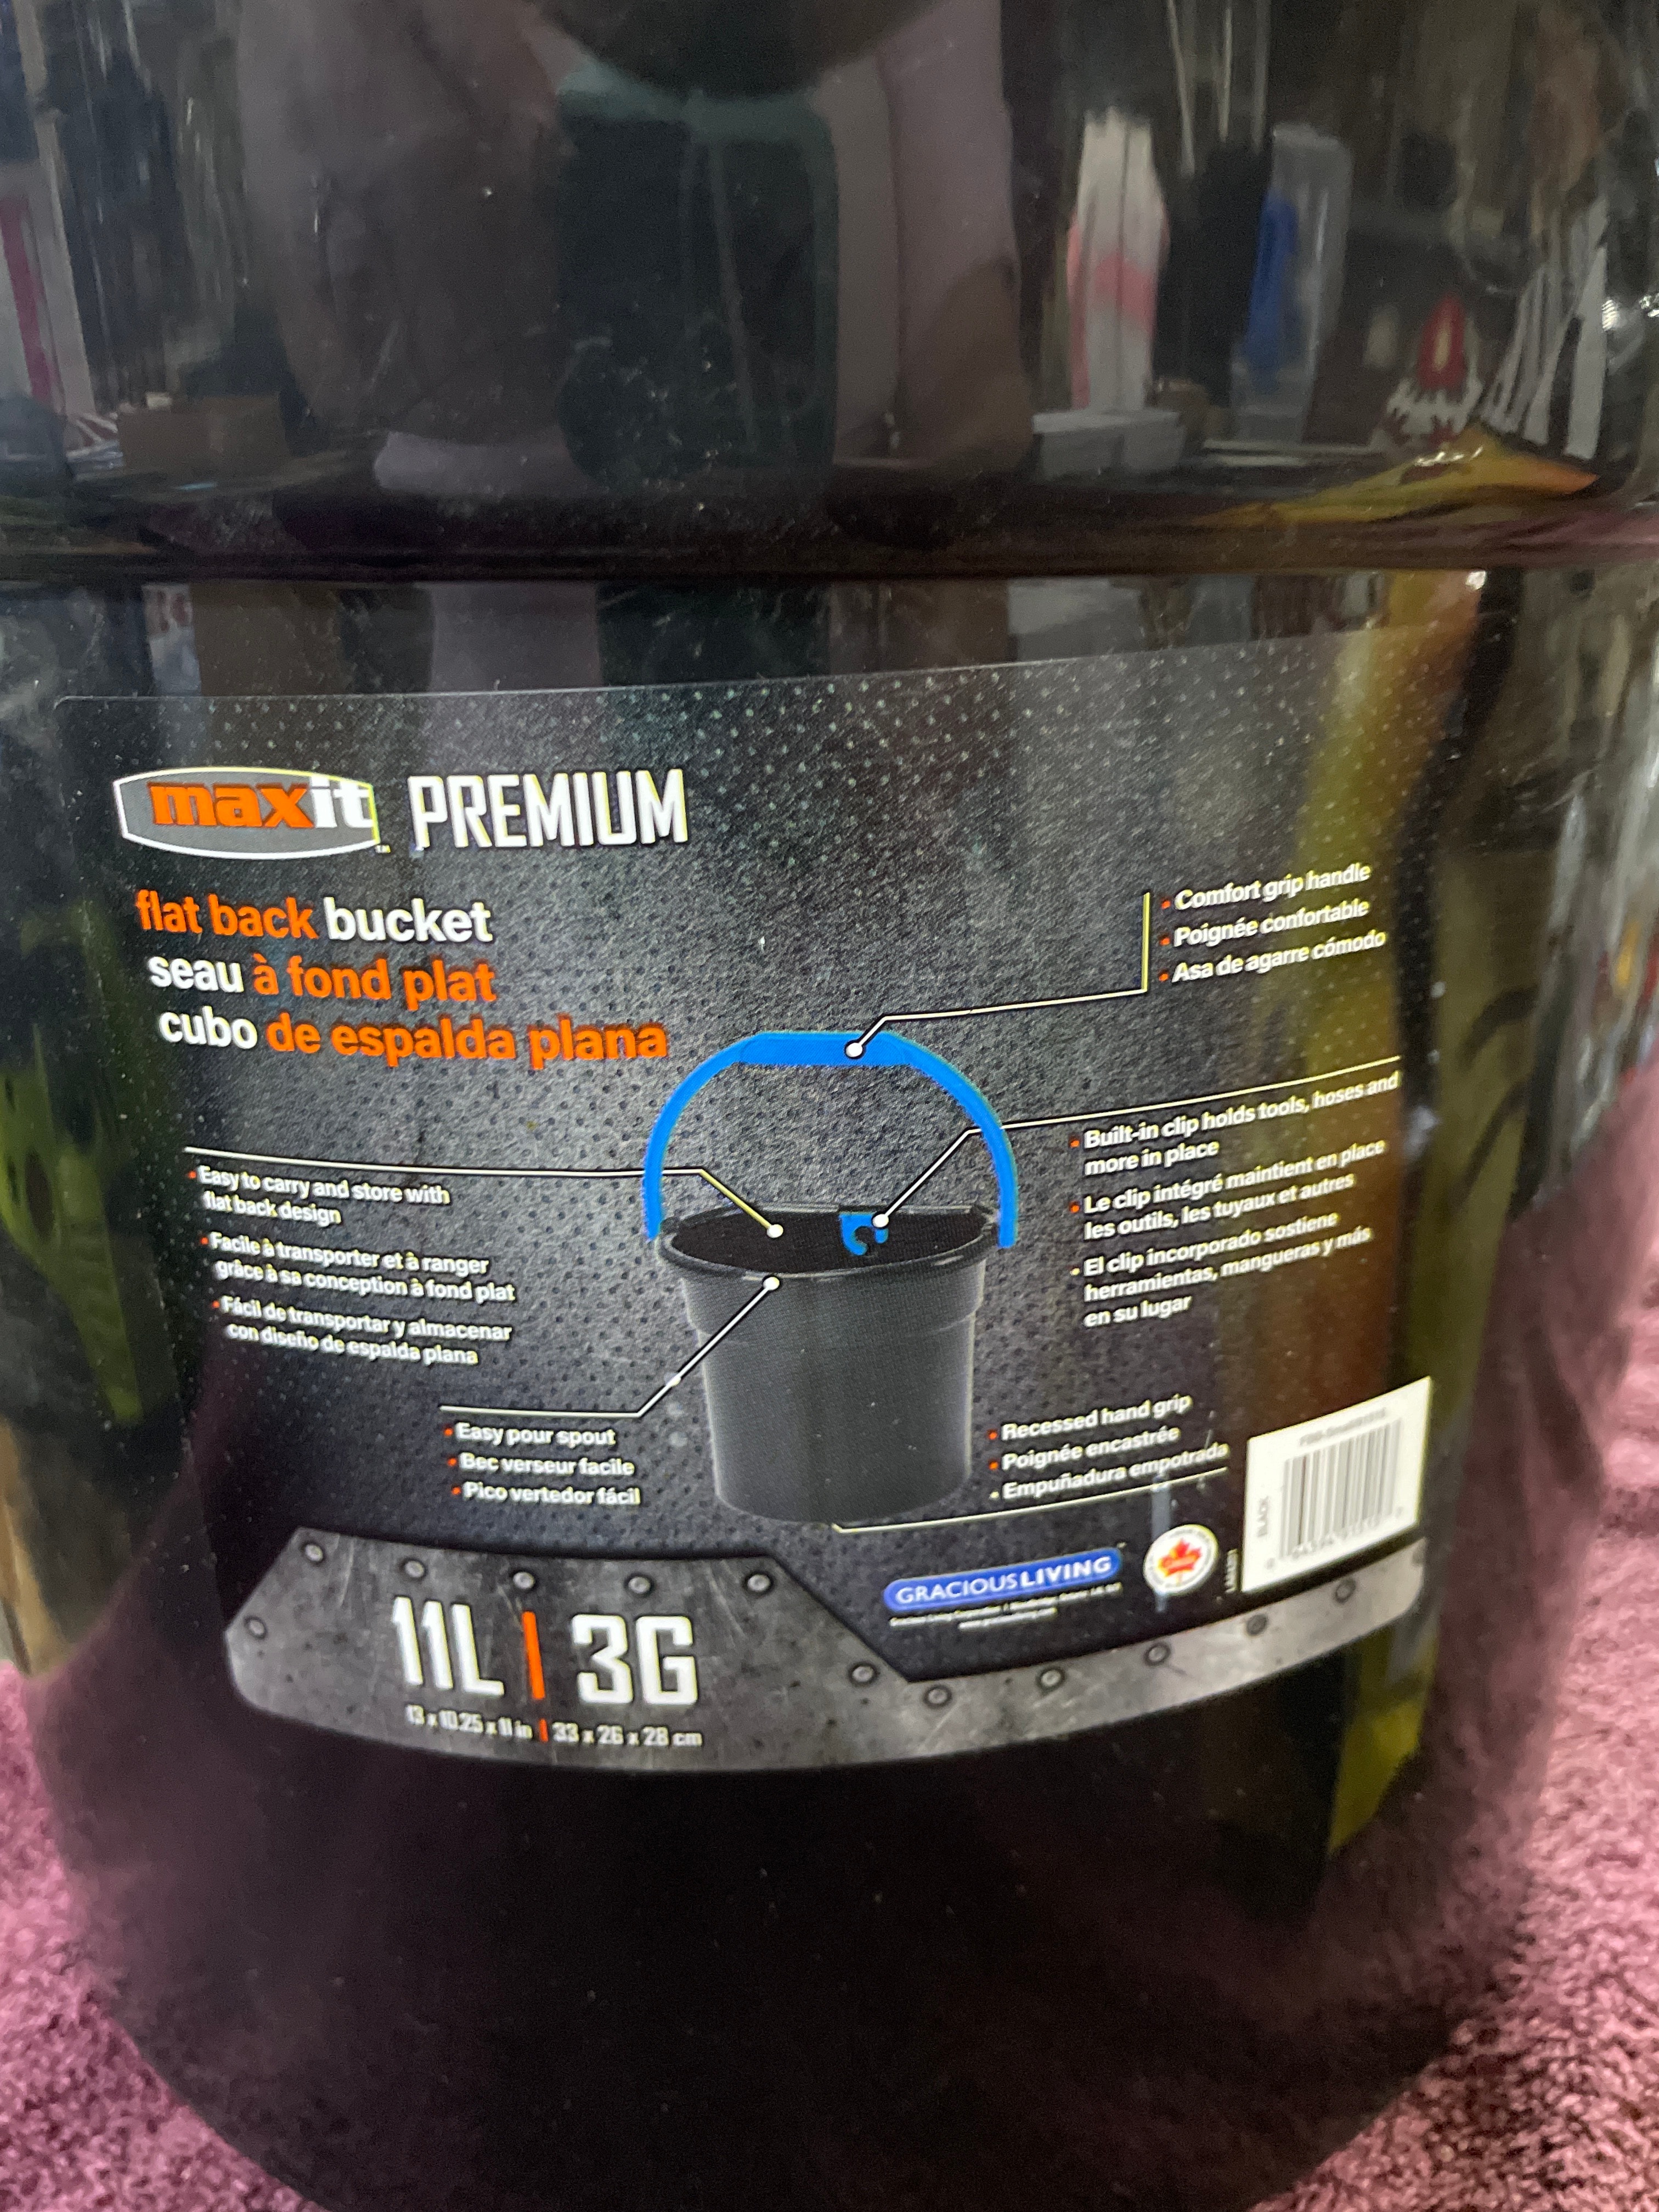 maxit™ PREMIUM
flat back bucket
seau à fond plat
cubo de espalda plana
• Comfort grip handle
• Poignée confortable
• Asa de agarre cómodo
• Built-in clip holds tools, hoses and
more in place
• Le clip intégré maintient en place
les outils, les tuyaux et autres
• El clip incorporado sostiene
herramientas, mangueras y más
en su lugar
• Easy to carry and store with
flat back design
• Facile à transporter et à ranger
grâce à sa conception à fond plat
• Fácil de transportar y almacenar
con diseño de espalda plana
• Easy pour spout
• Bec verseur facile
• Pico vertedor fácil
• Recessed hand grip
• Poignée encastrée
• Empuñadura empotrada
BLACK
GRACIOUS LIVING
11L | 3G
13 x 10.25 x 11 in | 33 x 26 x 28 cm